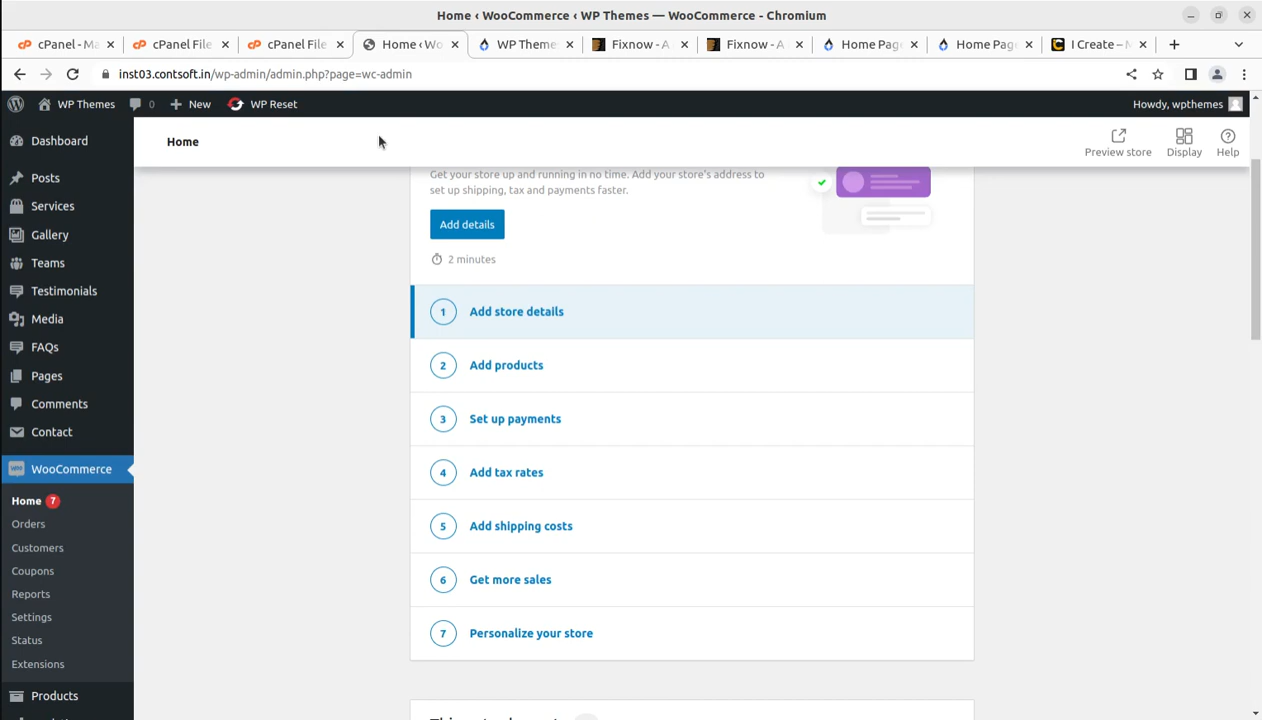 Home ‹ WooCommerce ‹ WP Themes — WooCommerce - Chromium
cPanel - Ma
cPanel File
cPanel File
Home ‹ Wo
WP Theme
Fixnow - A
Fixnow - A
Home Pag
Home Pag
I Create – 
inst03.contsoft.in/wp-admin/admin.php?page=wc-admin
WP Themes
0
New
WP Reset
Howdy, wpthemes
Dashboard
Posts
Services
Gallery
Teams
Testimonials
Media
FAQs
Pages
Comments
Contact
WooCommerce
Home 7
Orders
Customers
Coupons
Reports
Settings
Status
Extensions
Products
Home
Preview store
Display
Help
Get your store up and running in no time. Add your store's address to
set up shipping, tax and payments faster.
Add details
2 minutes
1 Add store details
2 Add products
3 Set up payments
4 Add tax rates
5 Add shipping costs
6 Get more sales
7 Personalize your store